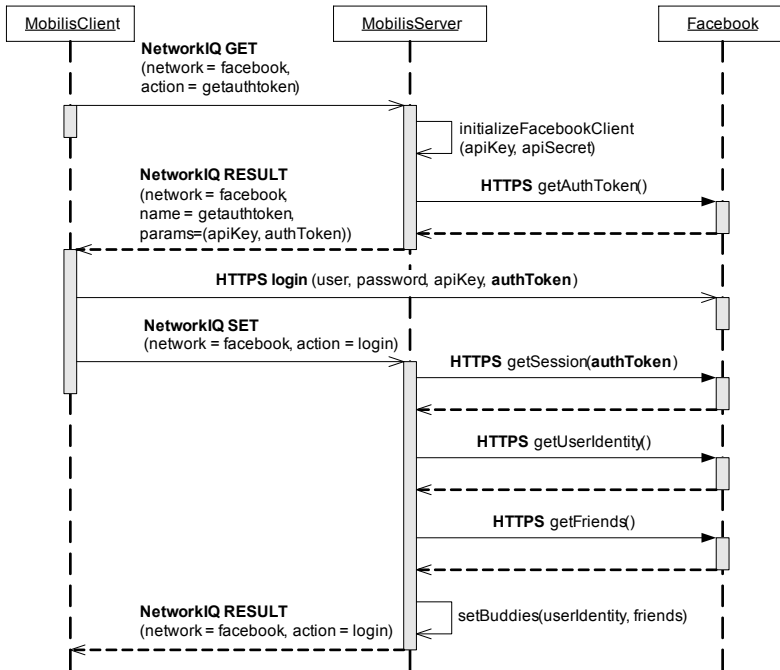 MobilisClient
MobilisServer
Facebook
NetworkIQ GET
(network = facebook,
action = getauthtoken)
initializeFacebookClient
(apiKey, apiSecret)
NetworkIQ RESULT
(network = facebook,
name = getauthtoken,
params=(apiKey, authToken))
HTTPS getAuthToken()
HTTPS login (user, password, apiKey, authToken)
NetworkIQ SET
(network = facebook, action = login)
HTTPS getSession(authToken)
HTTPS getUserIdentity()
HTTPS getFriends()
NetworkIQ RESULT
(network = facebook, action = login)
setBuddies(userIdentity, friends)